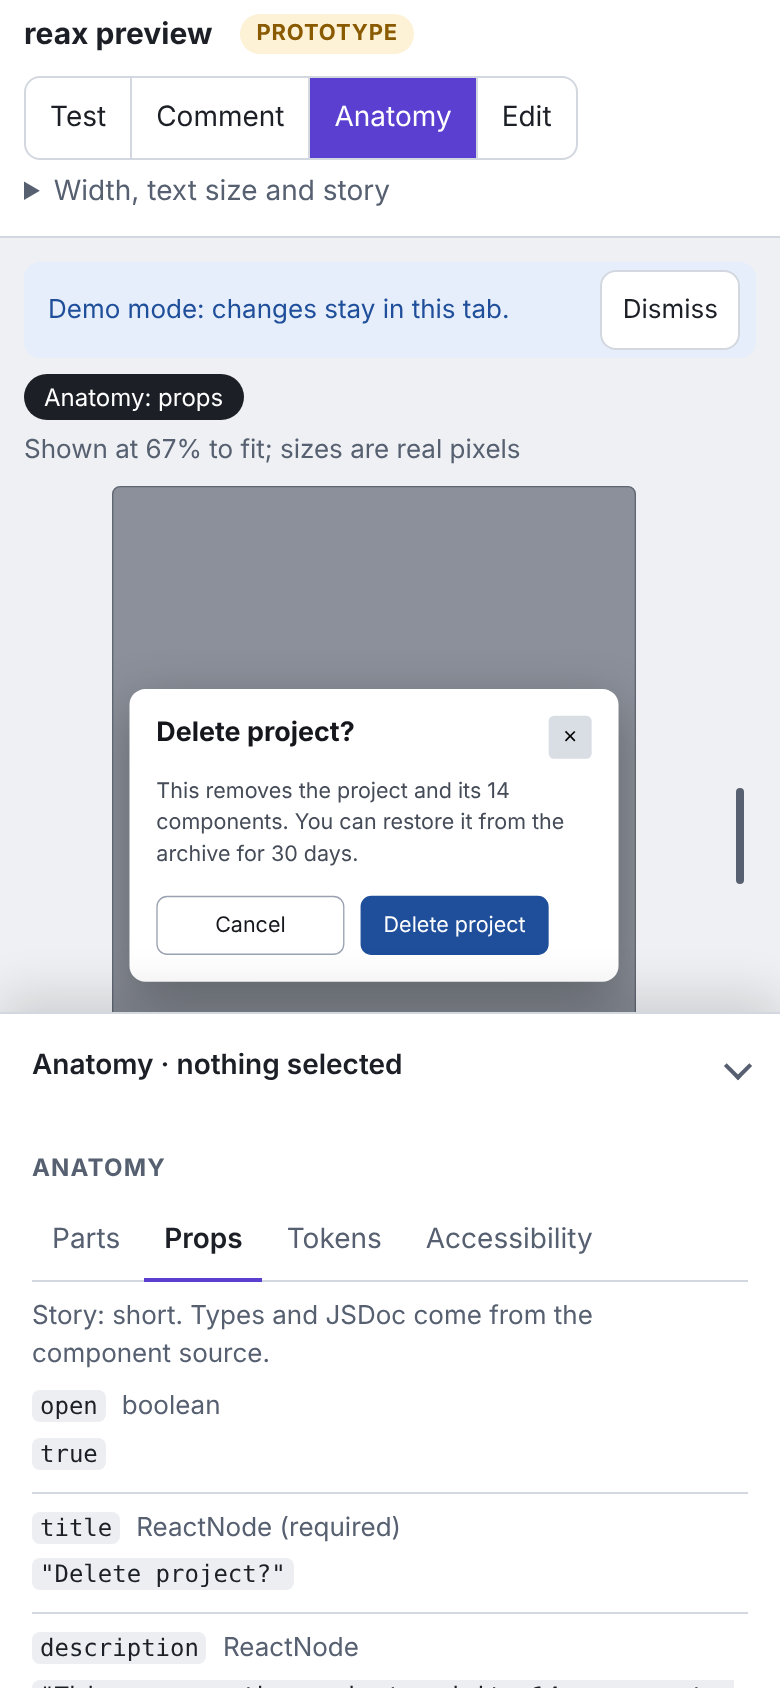 reax preview PROTOTYPE
Test Comment Anatomy Edit
Width, text size and story
Demo mode: changes stay in this tab. Dismiss
Anatomy: props
Shown at 67% to fit; sizes are real pixels
Delete project? ×
This removes the project and its 14
components. You can restore it from the
archive for 30 days.
Cancel Delete project
Anatomy · nothing selected
ANATOMY
Parts Props Tokens Accessibility
Story: short. Types and JSDoc come from the
component source.
open boolean
true
title ReactNode (required)
"Delete project?"
description ReactNode